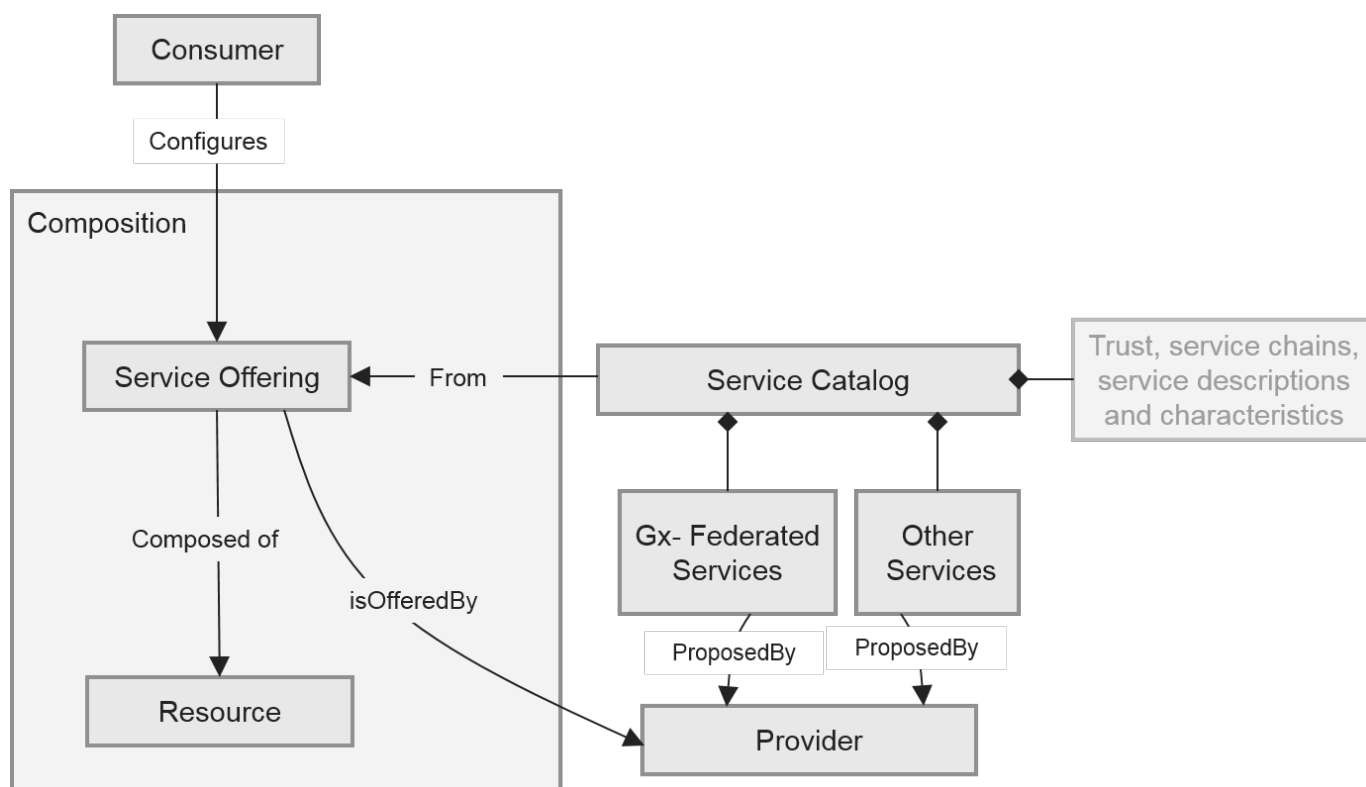 Consumer
Configures
Composition
Service Offering
From
Service Catalog
Trust, service chains,
service descriptions
and characteristics
Composed of
isOfferedBy
Gx- Federated
Services
Other
Services
ProposedBy
ProposedBy
Resource
Provider